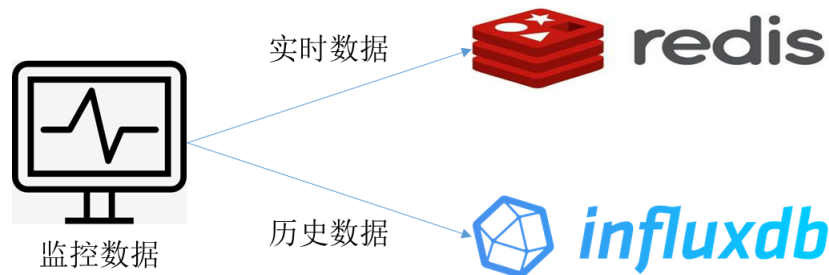 实时数据
redis
监控数据
历史数据
influxdb